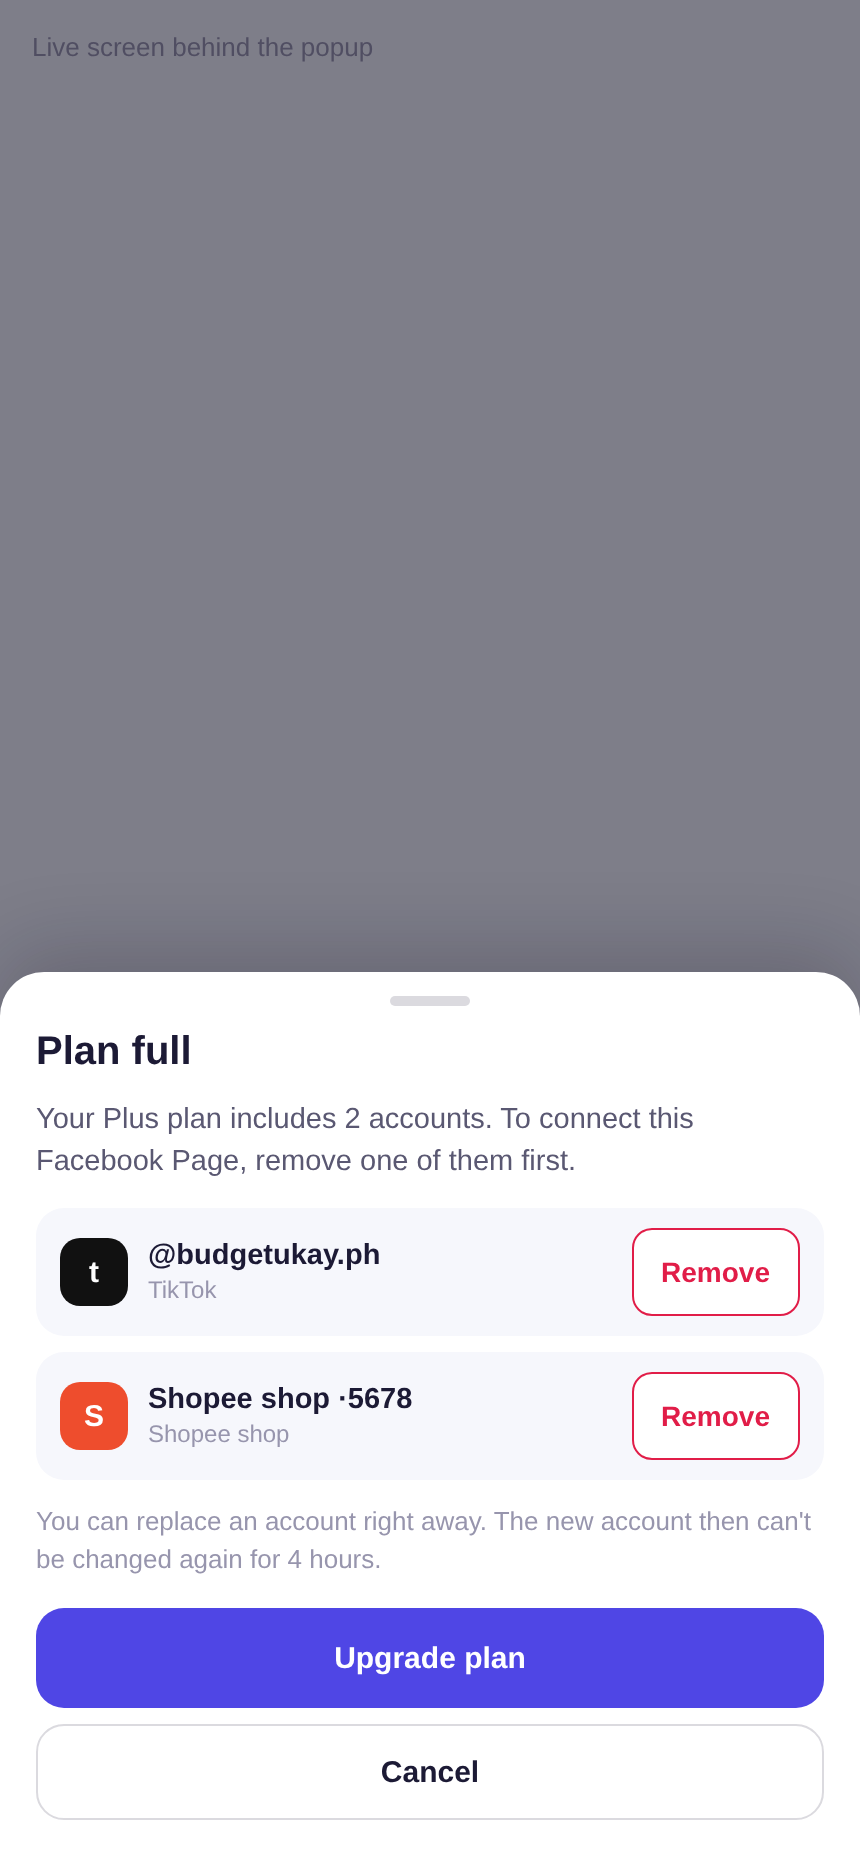 Live screen behind the popup
Plan full
Your Plus plan includes 2 accounts. To connect this
Facebook Page, remove one of them first.
t
@budgetukay.ph
TikTok
Remove
S
Shopee shop ·5678
Shopee shop
Remove
You can replace an account right away. The new account then can't
be changed again for 4 hours.
Upgrade plan
Cancel